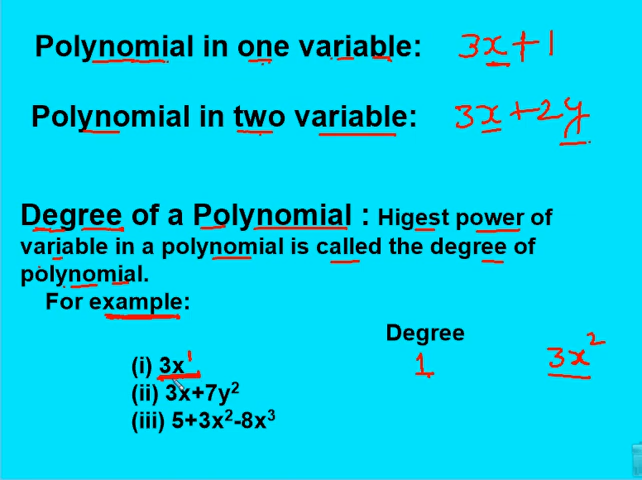 Polynomial in one variable: 3x+1
Polynomial in two variable: 3x+2y
Degree of a Polynomial : Higest power of
variable in a polynomial is called the degree of
polynomial.
For example:
Degree
(i) 3x¹ 1 3x²
(ii) 3x+7y²
(iii) 5+3x²-8x³